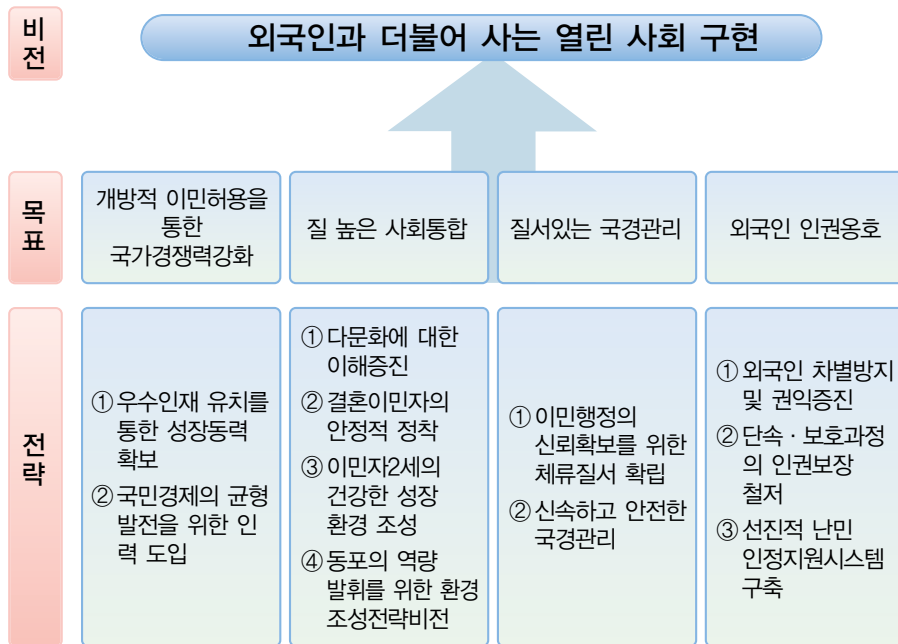 비
전
외국인과 더불어 사는 열린 사회 구현
목
표
개방적 이민허용을
통한
국가경쟁력강화
질 높은 사회통합
질서있는 국경관리
외국인 인권옹호
전
략
① 우수인재 유치를
통한 성장동력
확보
② 국민경제의 균형
발전을 위한 인
력 도입
① 다문화에 대한
이해증진
② 결혼이민자의
안정적 정착
③ 이민자2세의
건강한 성장
환경 조성
④ 동포의 역량
발휘를 위한 환경
조성전략비전
① 이민행정의
신뢰확보를 위한
체류질서 확립
② 신속하고 안전한
국경관리
① 외국인 차별방지
및 권익증진
② 단속 · 보호과정
의 인권보장
철저
③ 선진적 난민
인정지원시스템
구축